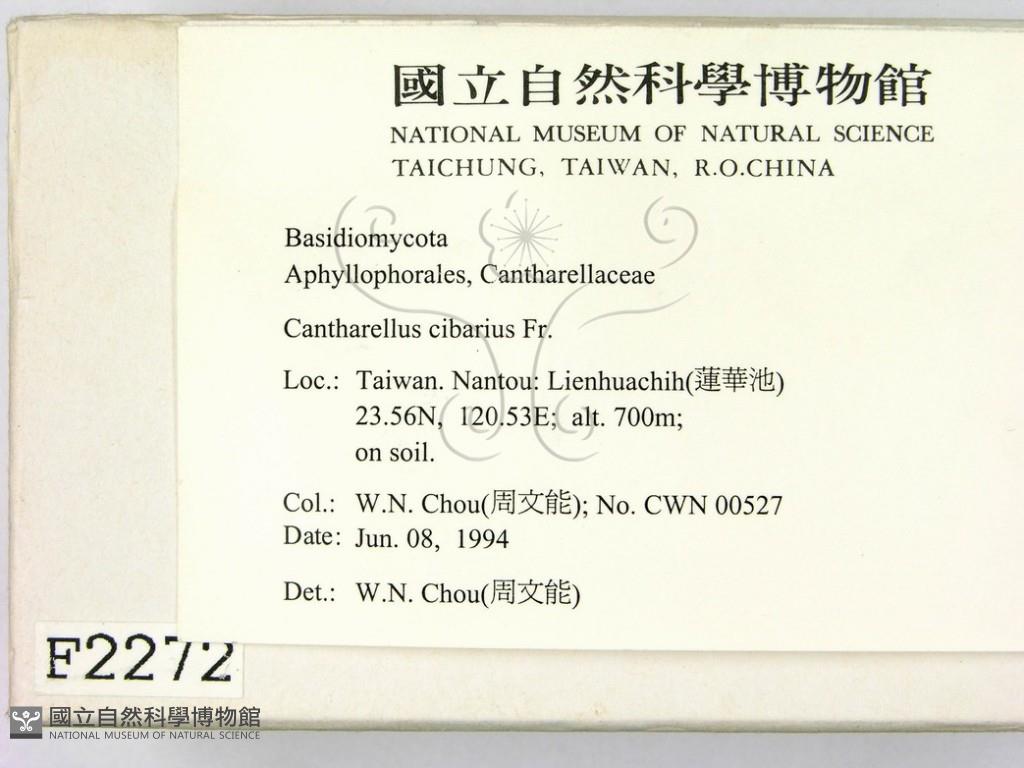 國立自然科學博物館
NATIONAL MUSEUM OF NATURAL SCIENCE
TAICHUNG, TAIWAN, R.O.CHINA
Basidiomycota
Aphyllophorales, Cantharellaceae
Cantharellus cibarius Fr.
Loc.: Taiwan. Nantou: Lienhuachih(蓮華池)
23.56N, 120.53E; alt. 700m;
on soil.
Col.: W.N. Chou(周文能); No. CWN 00527
Date: Jun. 08, 1994
Det.: W.N. Chou(周文能)
F2272
國立自然科學博物館
NATIONAL MUSEUM OF NATURAL SCIENCE